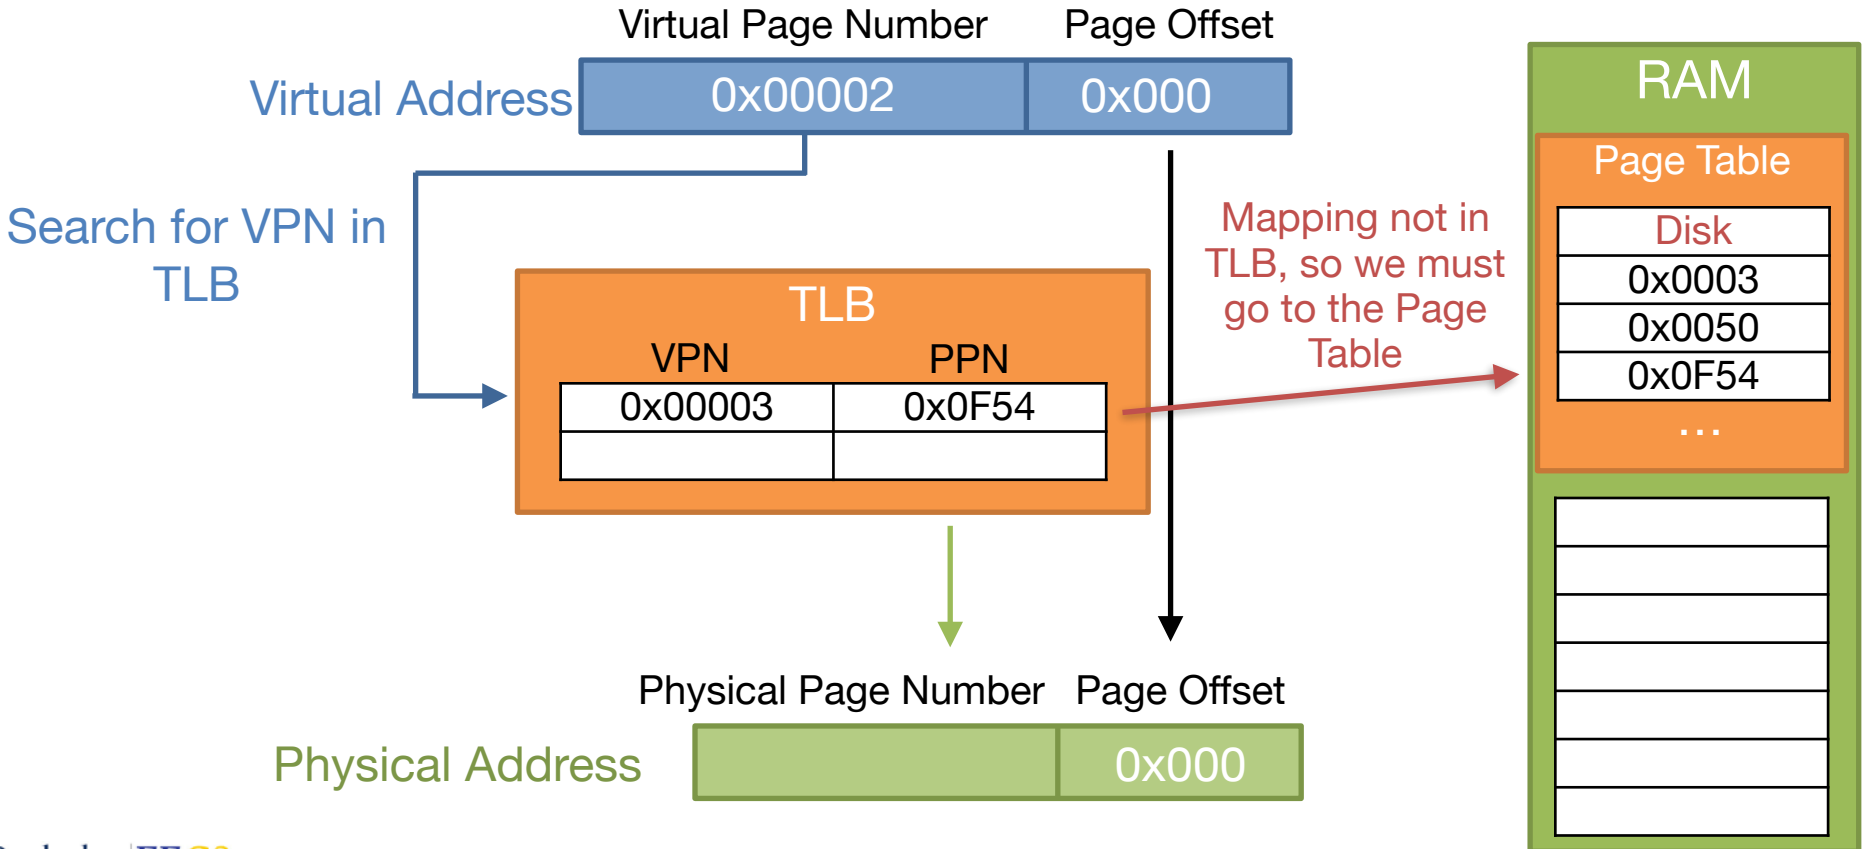 Virtual Page Number
Page Offset
Virtual Address
0x00002
0x000
RAM
Page Table
Disk
0x0003
0x0050
0x0F54
...
Search for VPN in
TLB
Mapping not in
TLB, so we must
go to the Page
Table
TLB
VPN
PPN
0x00003
0x0F54
Physical Page Number
Page Offset
Physical Address
0x000